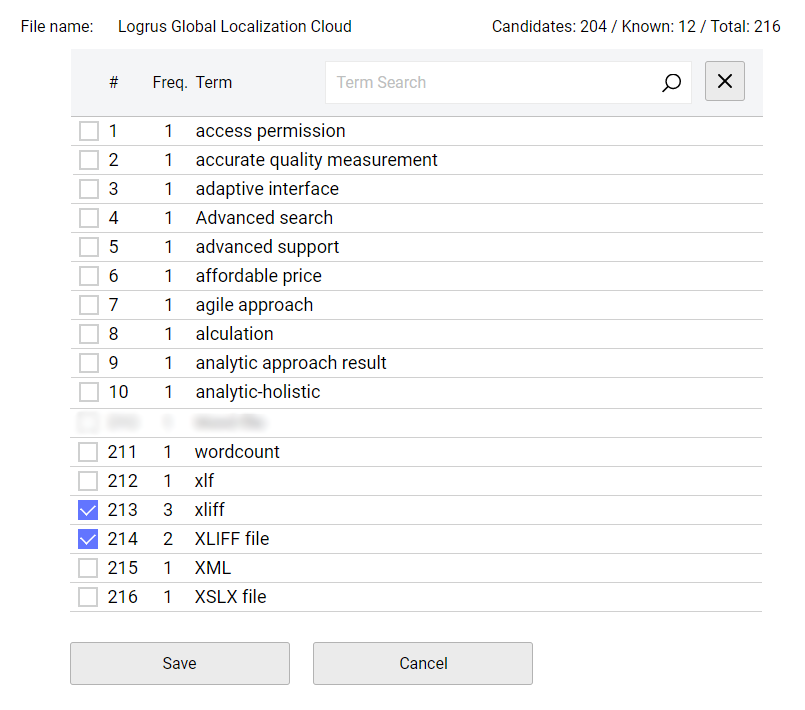 File name: Logrus Global Localization Cloud Candidates: 204 / Known: 12 / Total: 216
# Freq. Term Term Search
1 1 access permission
2 1 accurate quality measurement
3 1 adaptive interface
4 1 Advanced search
5 1 advanced support
6 1 affordable price
7 1 agile approach
8 1 alculation
9 1 analytic approach result
10 1 analytic-holistic
211 1 wordcount
212 1 xlf
213 3 xliff
214 2 XLIFF file
215 1 XML
216 1 XSLX file
Save Cancel